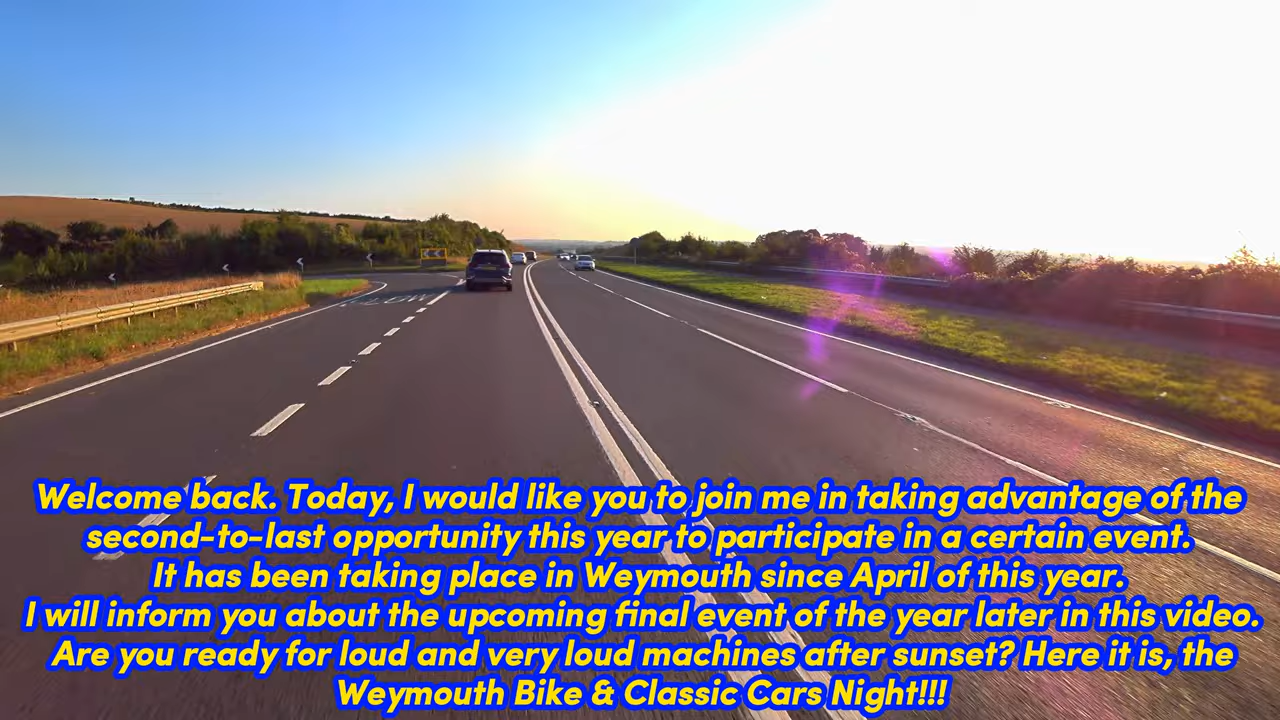 Welcome back. Today, I would like you to join me in taking advantage of the
second-to-last opportunity this year to participate in a certain event.
It has been taking place in Weymouth since April of this year.
I will inform you about the upcoming final event of the year later in this video.
Are you ready for loud and very loud machines after sunset? Here it is, the
Weymouth Bike & Classic Cars Night!!!